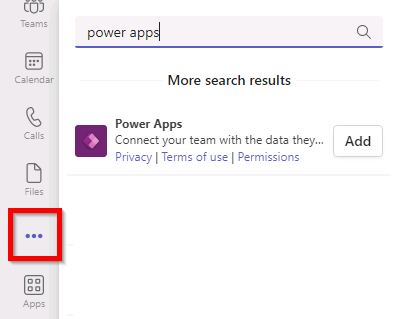 Teams
power apps
Calendar
More search results
Calls
Power Apps
Connect your team with the data they...
Add
Privacy | Terms of use | Permissions
Files
Apps